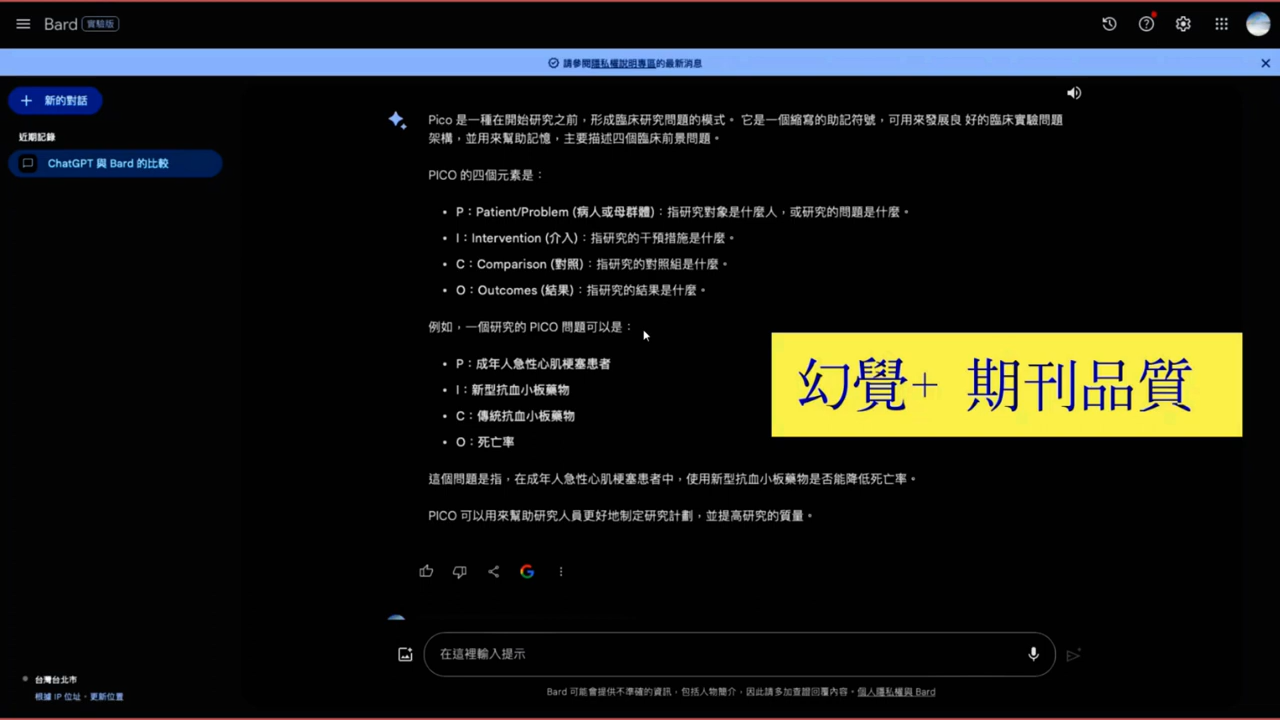 Bard 實驗版
請參閱隱私權說明專區的最新消息
新的對話
近期記錄
ChatGPT 與 Bard 的比較
Pico 是一種在開始研究之前，形成臨床研究問題的模式。 它是一個縮寫的助記符號，可用來發展良 好的臨床實驗問題
架構，並用來幫助記憶，主要描述四個臨床前景問題。
PICO 的四個元素是：
• P：Patient/Problem (病人或母群體)：指研究對象是什麼人，或研究的問題是什麼。
• I：Intervention (介入)：指研究的干預措施是什麼。
• C：Comparison (對照)：指研究的對照組是什麼。
• O：Outcomes (結果)：指研究的結果是什麼。
例如，一個研究的 PICO 問題可以是：
• P：成年人急性心肌梗塞患者
• I：新型抗血小板藥物
• C：傳統抗血小板藥物
• O：死亡率
幻覺+ 期刊品質
這個問題是指，在成年人急性心肌梗塞患者中，使用新型抗血小板藥物是否能降低死亡率。
PICO 可以用來幫助研究人員更好地制定研究計劃，並提高研究的質量。
在這裡輸入提示
台灣台北市
根據 IP 位址・更新位置
Bard 可能會提供不準確的資訊，包括人物簡介，因此請多加查證回覆內容。個人隱私權與 Bard